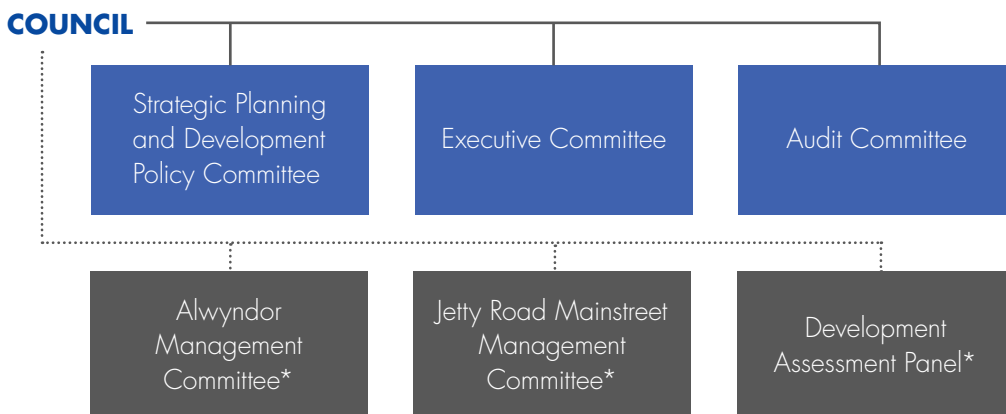 COUNCIL
Strategic Planning
and Development
Policy Committee
Executive Committee
Audit Committee
Alwyndor
Management
Committee*
Jetty Road Mainstreet
Management
Committee*
Development
Assessment Panel*